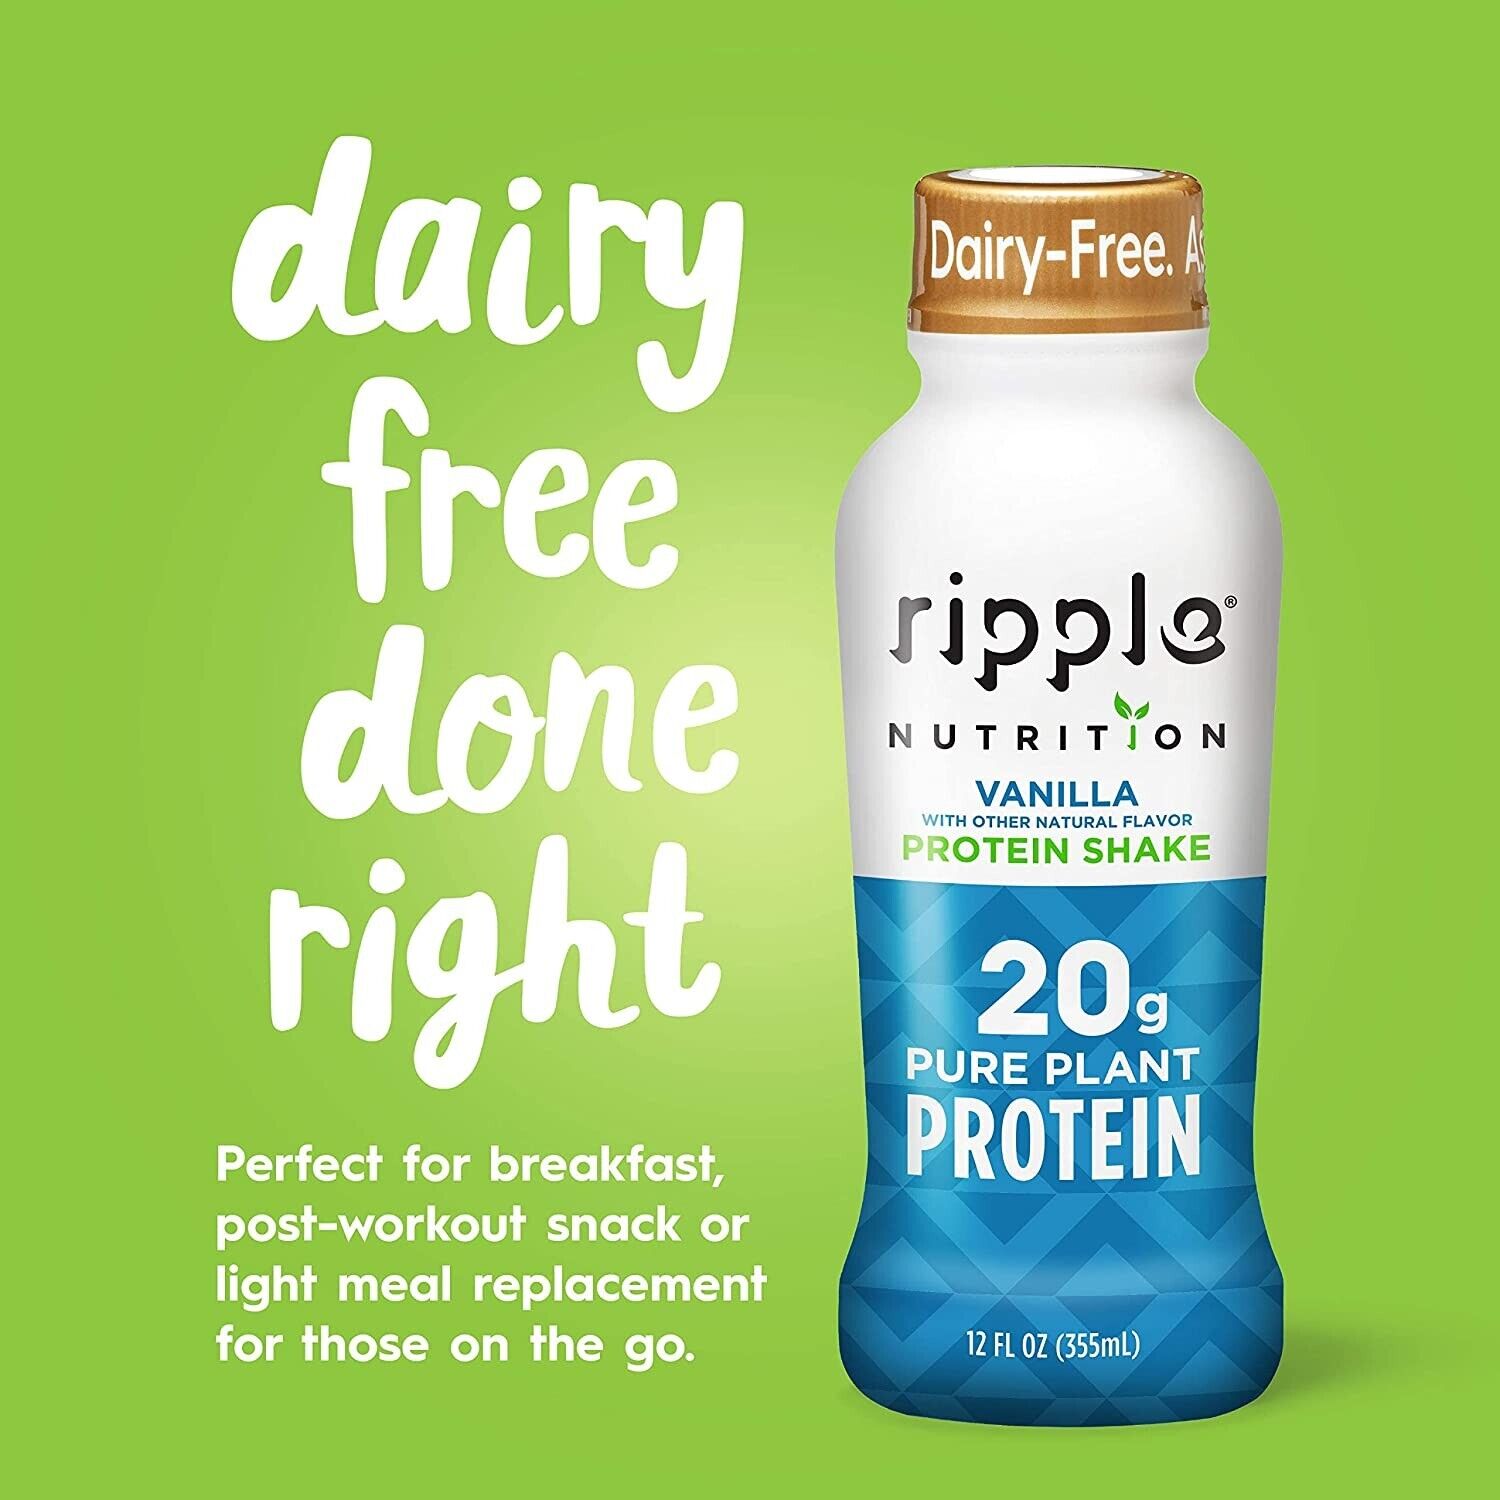 dairy
free
done
right
Perfect for breakfast,
post-workout snack or
light meal replacement
for those on the go.
Dairy-Free.
ripple®
NUTRITION
VANILLA
WITH OTHER NATURAL FLAVOR
PROTEIN SHAKE
20g
PURE PLANT
PROTEIN
12 FL OZ (355mL)